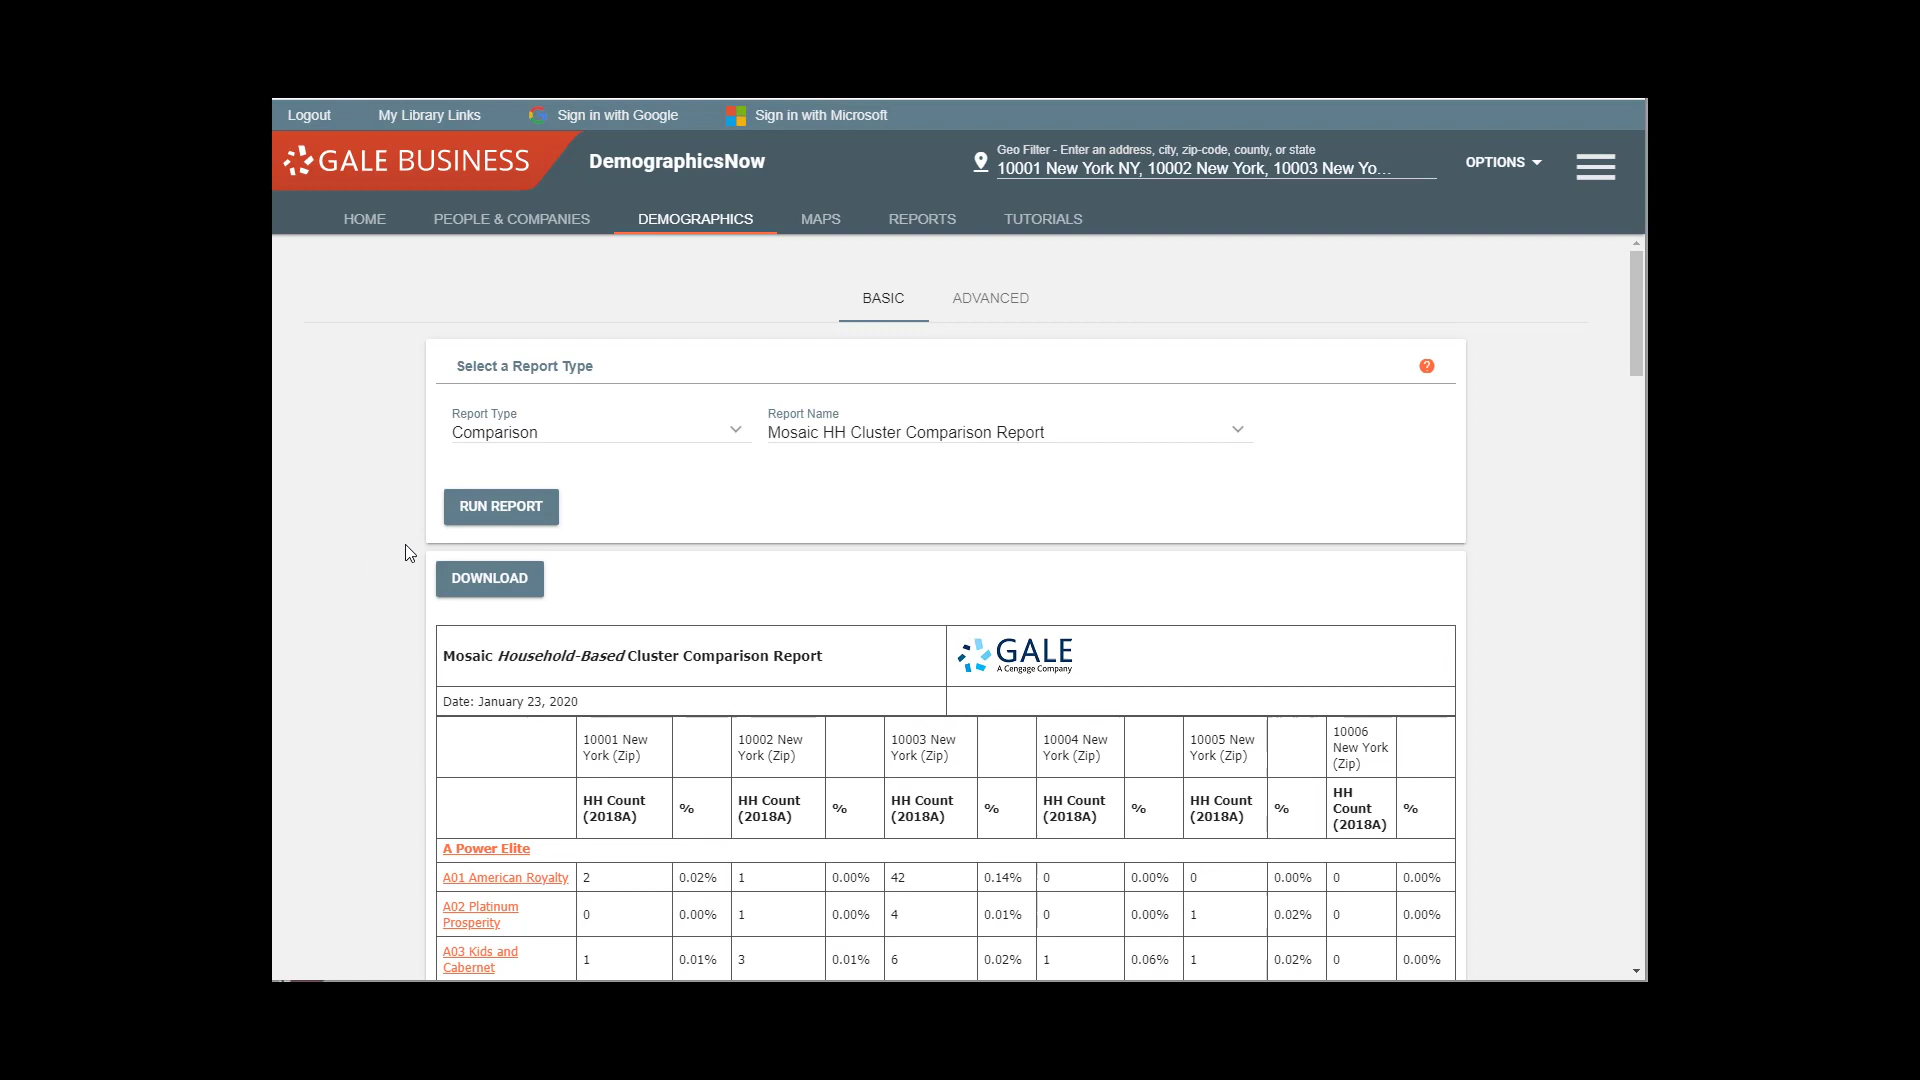 Logout My Library Links Sign in with Google Sign in with Microsoft
GALE BUSINESS DemographicsNow
Geo Filter - Enter an address, city, zip-code, county, or state
10001 New York NY, 10002 New York, 10003 New Yo...
OPTIONS
HOME PEOPLE & COMPANIES DEMOGRAPHICS MAPS REPORTS TUTORIALS
BASIC ADVANCED
Select a Report Type ?
Report Type Report Name
Comparison Mosaic HH Cluster Comparison Report
RUN REPORT
DOWNLOAD
Mosaic Household-Based Cluster Comparison Report
GALE
A Cengage Company
Date: January 23, 2020
10001 New York (Zip) 10002 New York (Zip) 10003 New York (Zip) 10004 New York (Zip) 10005 New York (Zip) 10006 New York (Zip)
HH Count (2018A) % HH Count (2018A) % HH Count (2018A) % HH Count (2018A) % HH Count (2018A) % HH Count (2018A) %
A Power Elite
A01 American Royalty 2 0.02% 1 0.00% 42 0.14% 0 0.00% 0 0.00% 0 0.00%
A02 Platinum Prosperity 0 0.00% 1 0.00% 4 0.01% 0 0.00% 1 0.02% 0 0.00%
A03 Kids and Cabernet 1 0.01% 3 0.01% 6 0.02% 1 0.06% 1 0.02% 0 0.00%